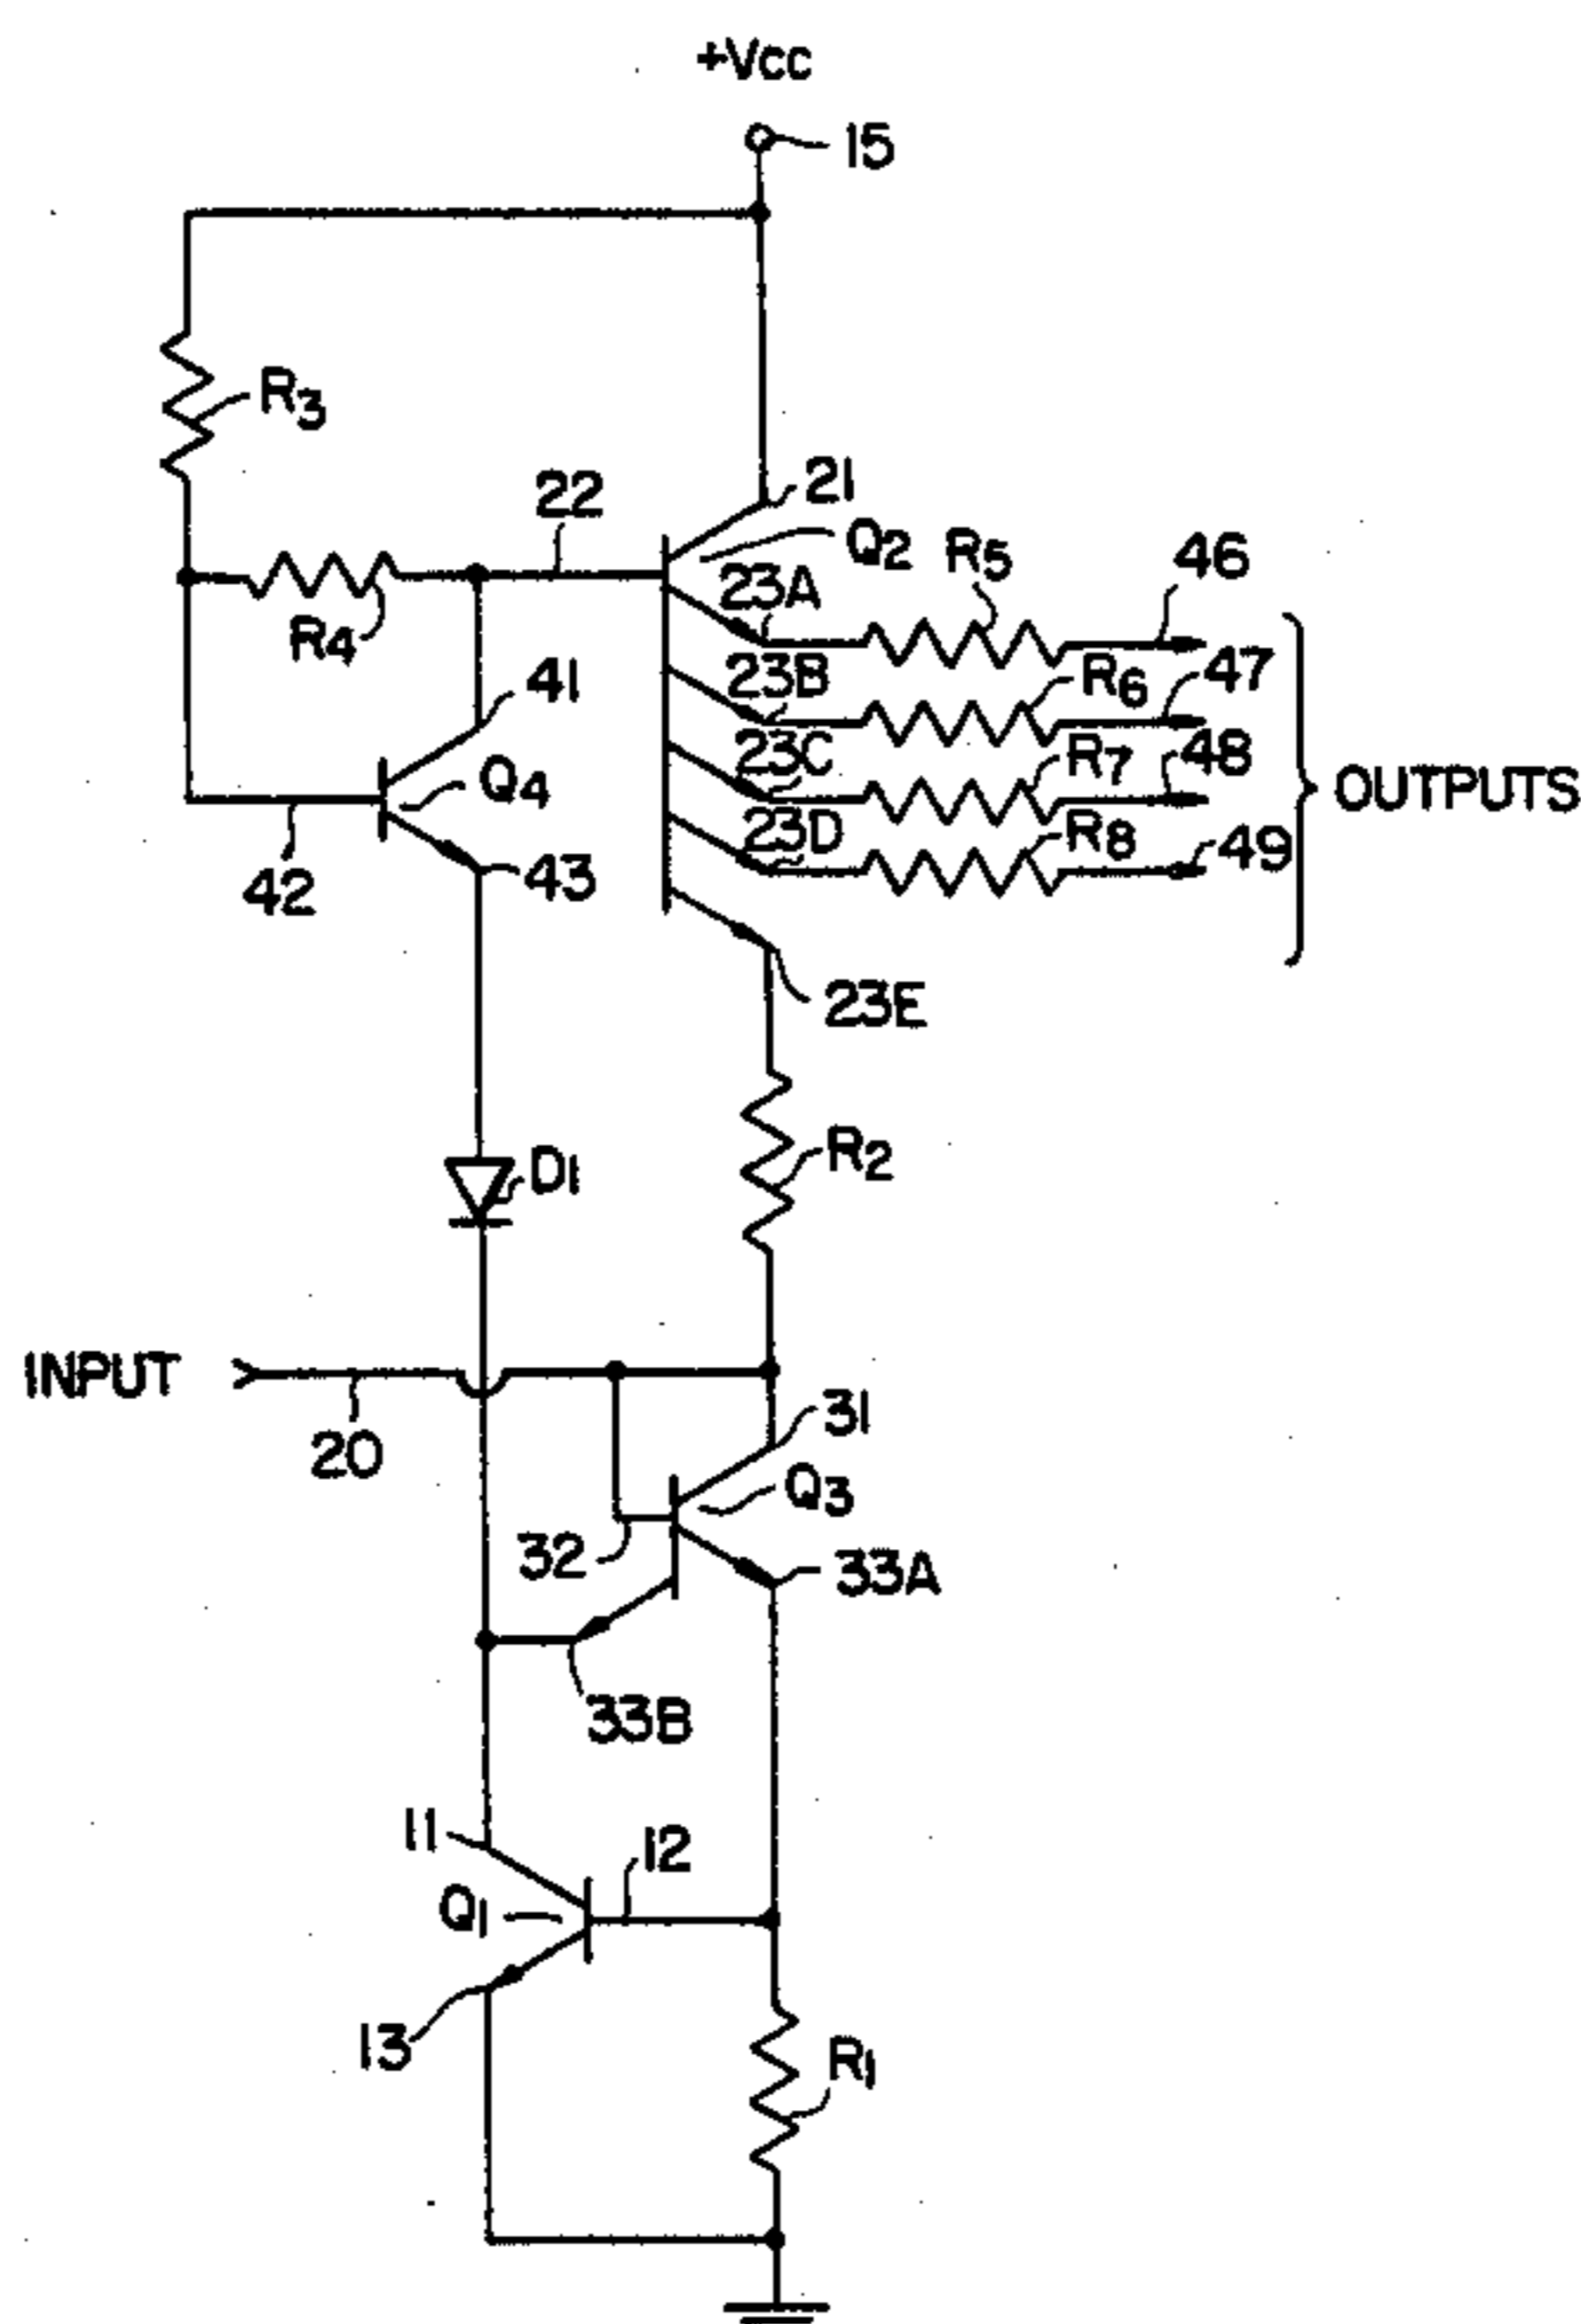 +Vcc
15
R3
21
22
Q2
R5
46
23A
R4
23B
R6
47
41
23C
R7
48
Q4
OUTPUTS
23D
R8
49
42
43
23E
D1
R2
INPUT
20
31
Q3
32
33A
33B
11
12
Q1
13
R1